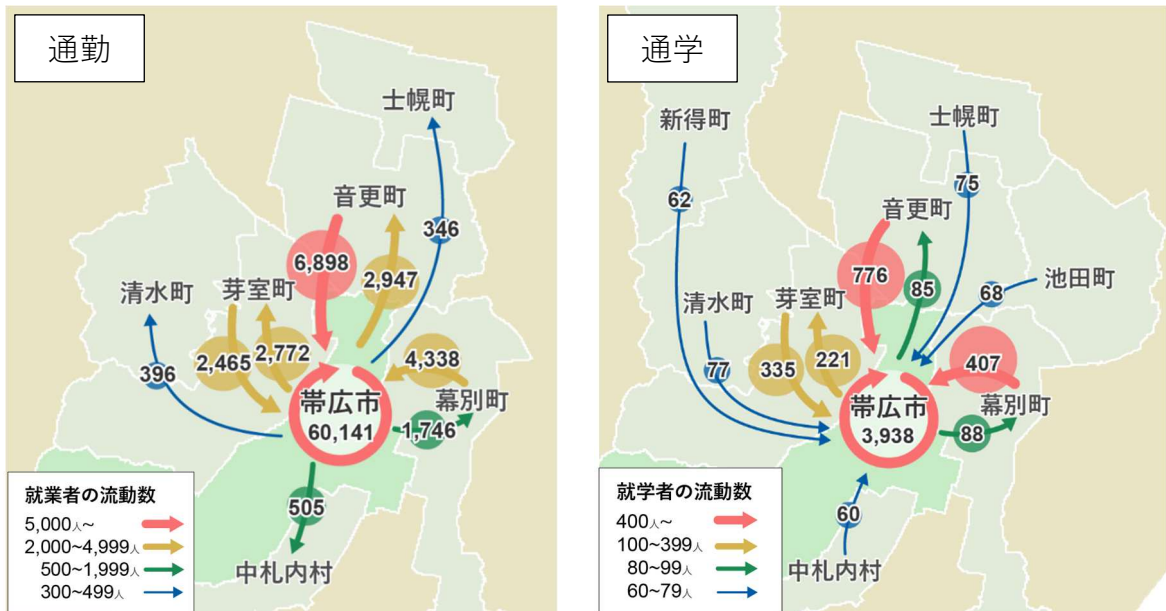 通勤
士幌町
音更町
346
6,898
2,947
清水町
芽室町
2,465
2,772
4,338
396
帯広市
60,141
幕別町
1,746
505
中札内村
就業者の流動数
5,000人~
2,000~4,999人
500~1,999人
300~499人
通学
新得町
士幌町
62
75
音更町
776
85
池田町
68
清水町
芽室町
77
335
221
407
帯広市
3,938
幕別町
88
60
中札内村
就学者の流動数
400人~
100~399人
80~99人
60~79人